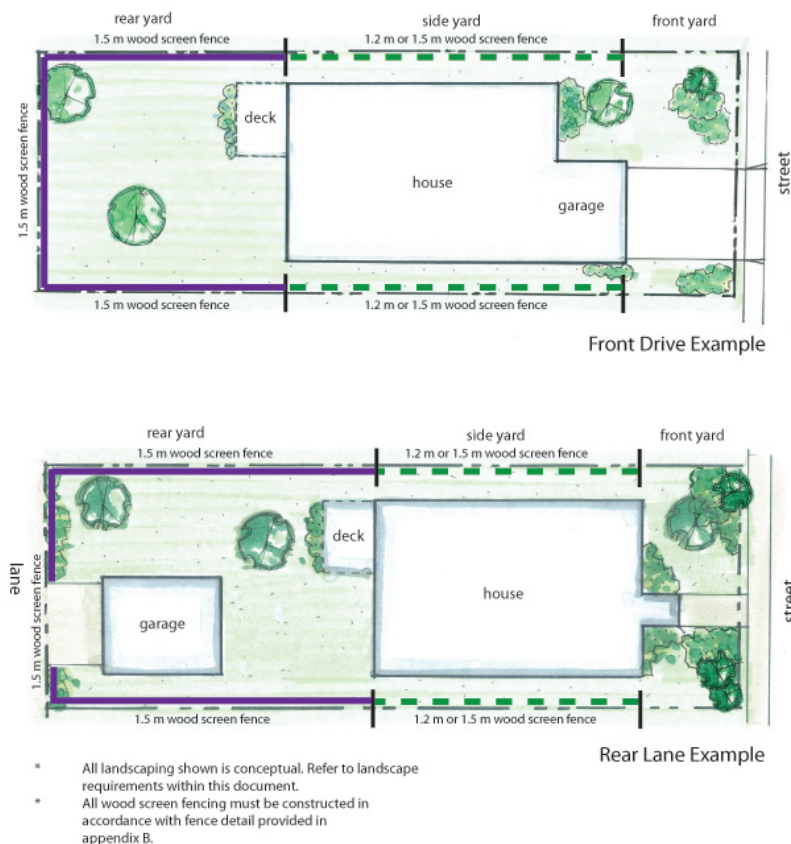 rear yard
side yard
front yard
1.5 m wood screen fence
1.2 m or 1.5 m wood screen fence
1.5 m wood screen fence
deck
house
garage
street
1.5 m wood screen fence
1.2 m or 1.5 m wood screen fence
Front Drive Example
rear yard
side yard
front yard
1.5 m wood screen fence
1.2 m or 1.5 m wood screen fence
lane
1.5 m wood screen fence
deck
house
garage
street
1.5 m wood screen fence
1.2 m or 1.5 m wood screen fence
Rear Lane Example
* All landscaping shown is conceptual. Refer to landscape
requirements within this document.
* All wood screen fencing must be constructed in
accordance with fence detail provided in
appendix B.